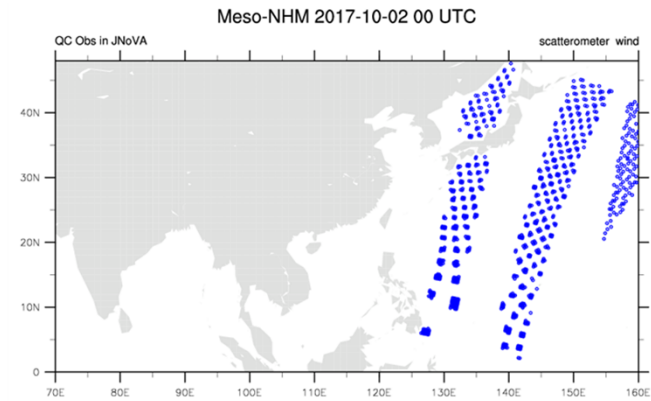 Meso-NHM 2017-10-02 00 UTC
QC Obs in JNoVA scatterometer wind
40N
30N
20N
10N
0
70E 80E 90E 100E 110E 120E 130E 140E 150E 160E